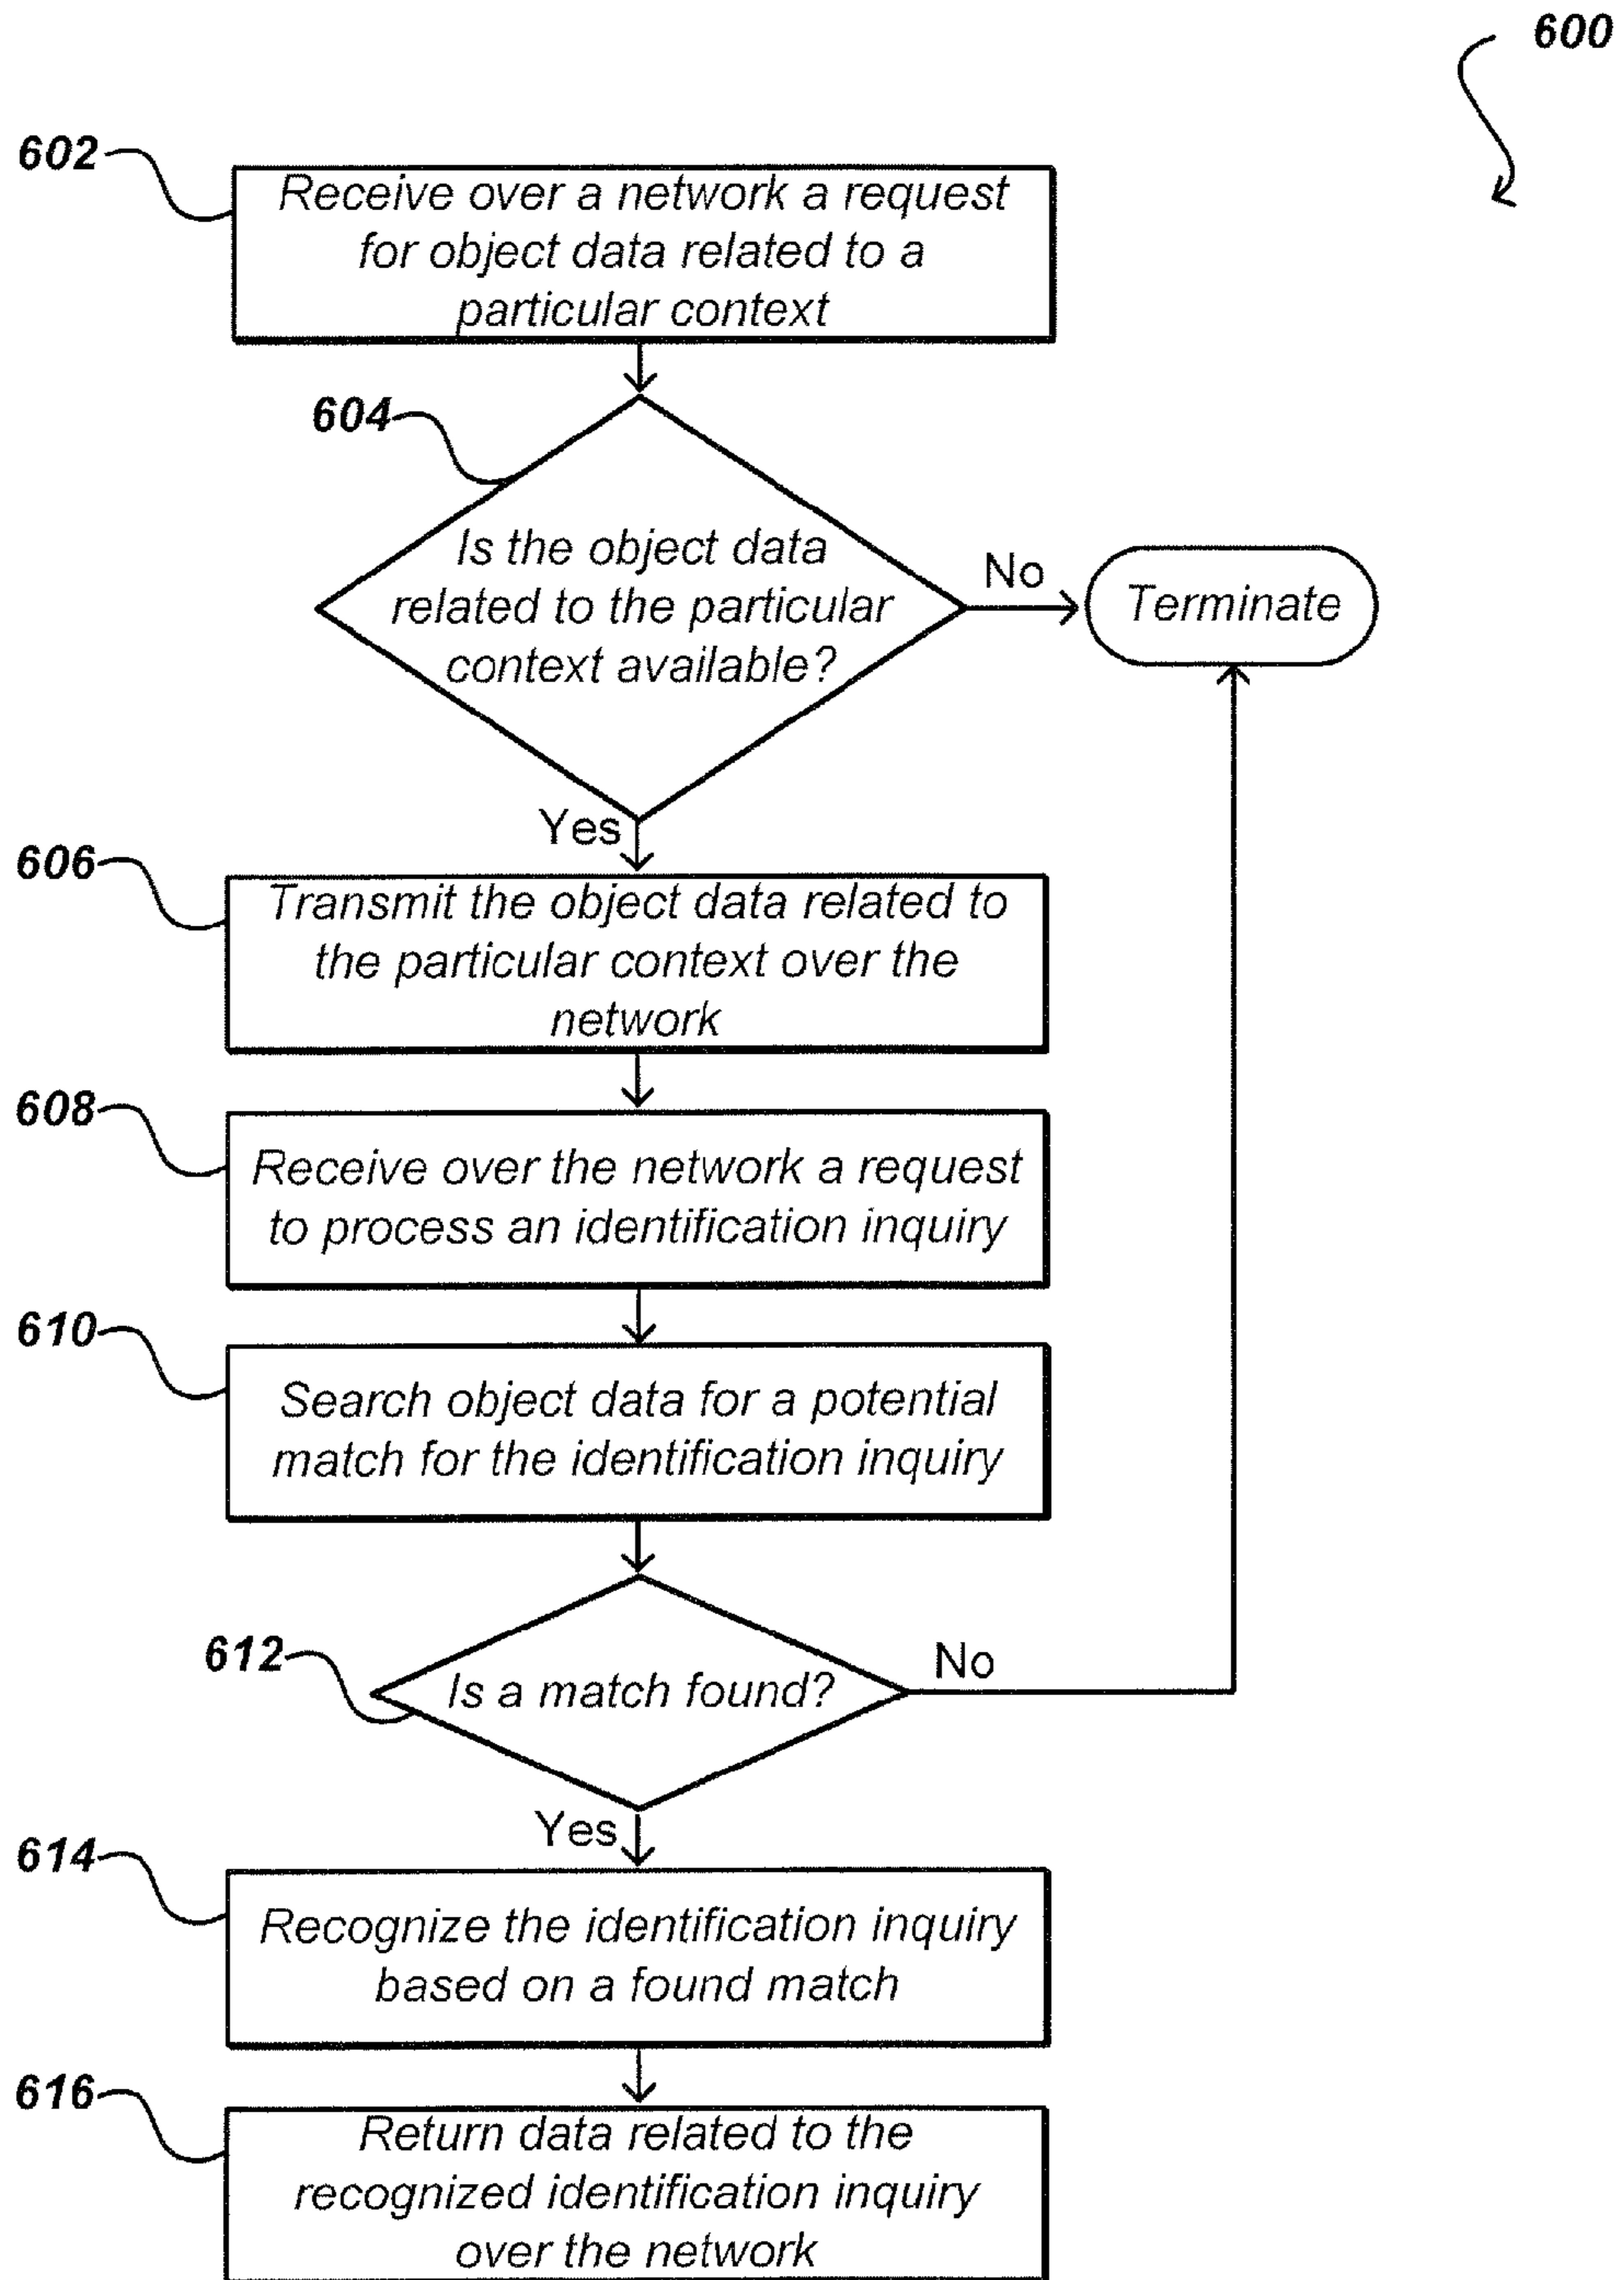 600
602
Receive over a network a request
for object data related to a
particular context
604
Is the object data
related to the particular
context available?
No
Terminate
Yes
606
Transmit the object data related to
the particular context over the
network
608
Receive over the network a request
to process an identification inquiry
610
Search object data for a potential
match for the identification inquiry
612
Is a match found?
No
Yes
614
Recognize the identification inquiry
based on a found match
616
Return data related to the
recognized identification inquiry
over the network